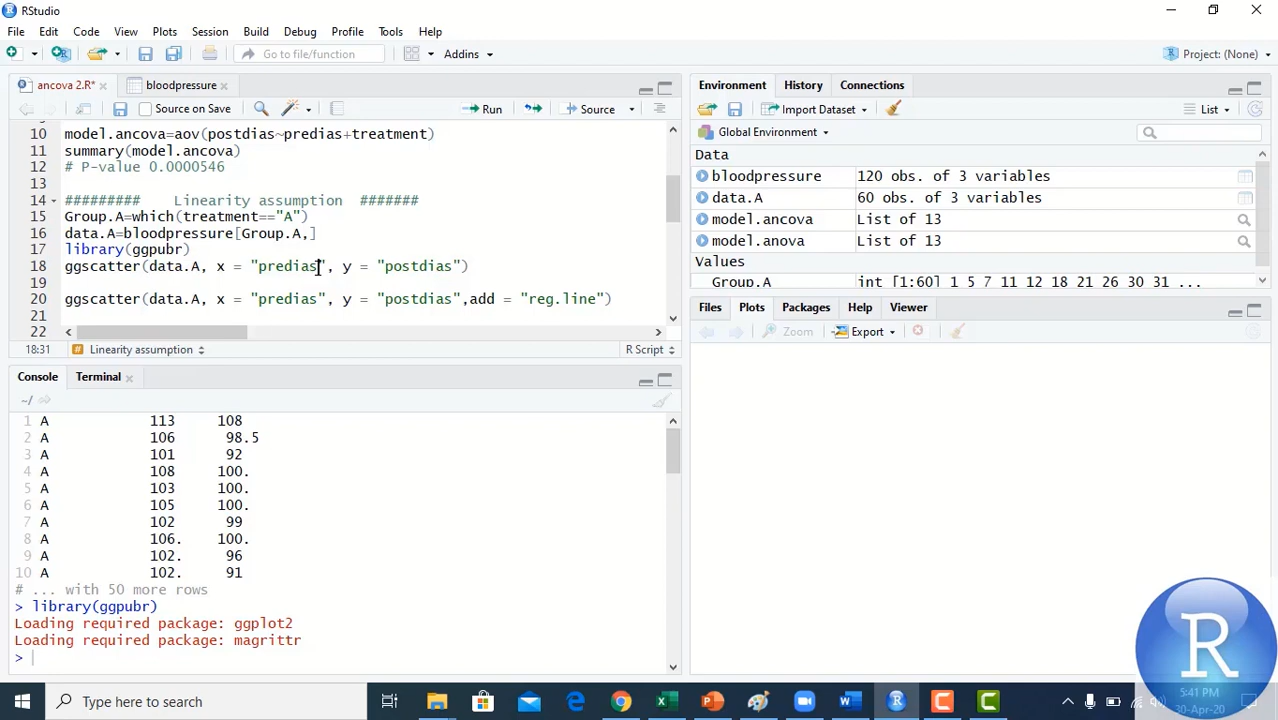 RStudio
File Edit Code View Plots Session Build Debug Profile Tools Help
Go to file/function Addins Project: (None)
ancova 2.R* bloodpressure
Source on Save Run Source
10 model.ancova=aov(postdias~predias+treatment)
11 summary(model.ancova)
12 # P-value 0.0000546
13
14 ######### Linearity assumption #######
15 Group.A=which(treatment=="A")
16 data.A=bloodpressure[Group.A,]
17 library(ggpubr)
18 ggscatter(data.A, x = "predias", y = "postdias")
19
20 ggscatter(data.A, x = "predias", y = "postdias",add = "reg.line")
21
22
18:31 # Linearity assumption R Script
Console Terminal
~/
1 A 113 108
2 A 106 98.5
3 A 101 92
4 A 108 100.
5 A 103 100.
6 A 105 100.
7 A 102 99
8 A 106. 100.
9 A 102. 96
10 A 102. 91
# ... with 50 more rows
> library(ggpubr)
Loading required package: ggplot2
Loading required package: magrittr
>
Environment History Connections
Import Dataset List
Global Environment
Data
bloodpressure 120 obs. of 3 variables
data.A 60 obs. of 3 variables
model.ancova List of 13
model.anova List of 13
Values
Group.A int [1:60] 1 5 7 11 12 18 21 26 30 31 ...
Files Plots Packages Help Viewer
Zoom Export
R
Type here to search
5:41 PM
30-Apr-20